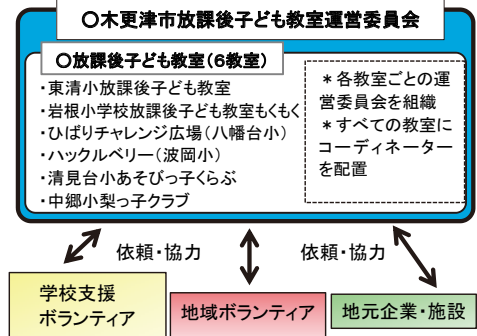 ○木更津市放課後子ども教室運営委員会
○放課後子ども教室（6教室）
・東清小放課後子ども教室
・岩根小学校放課後子ども教室もくもく
・ひばりチャレンジ広場（八幡台小）
・ハックルベリー（波岡小）
・清見台小あそびっ子くらぶ
・中郷小梨っ子クラブ
＊各教室ごとの運
営委員会を組織
＊すべての教室に
コーディネーター
を配置
依頼・協力
依頼・協力
学校支援
ボランティア
地域ボランティア
地元企業・施設